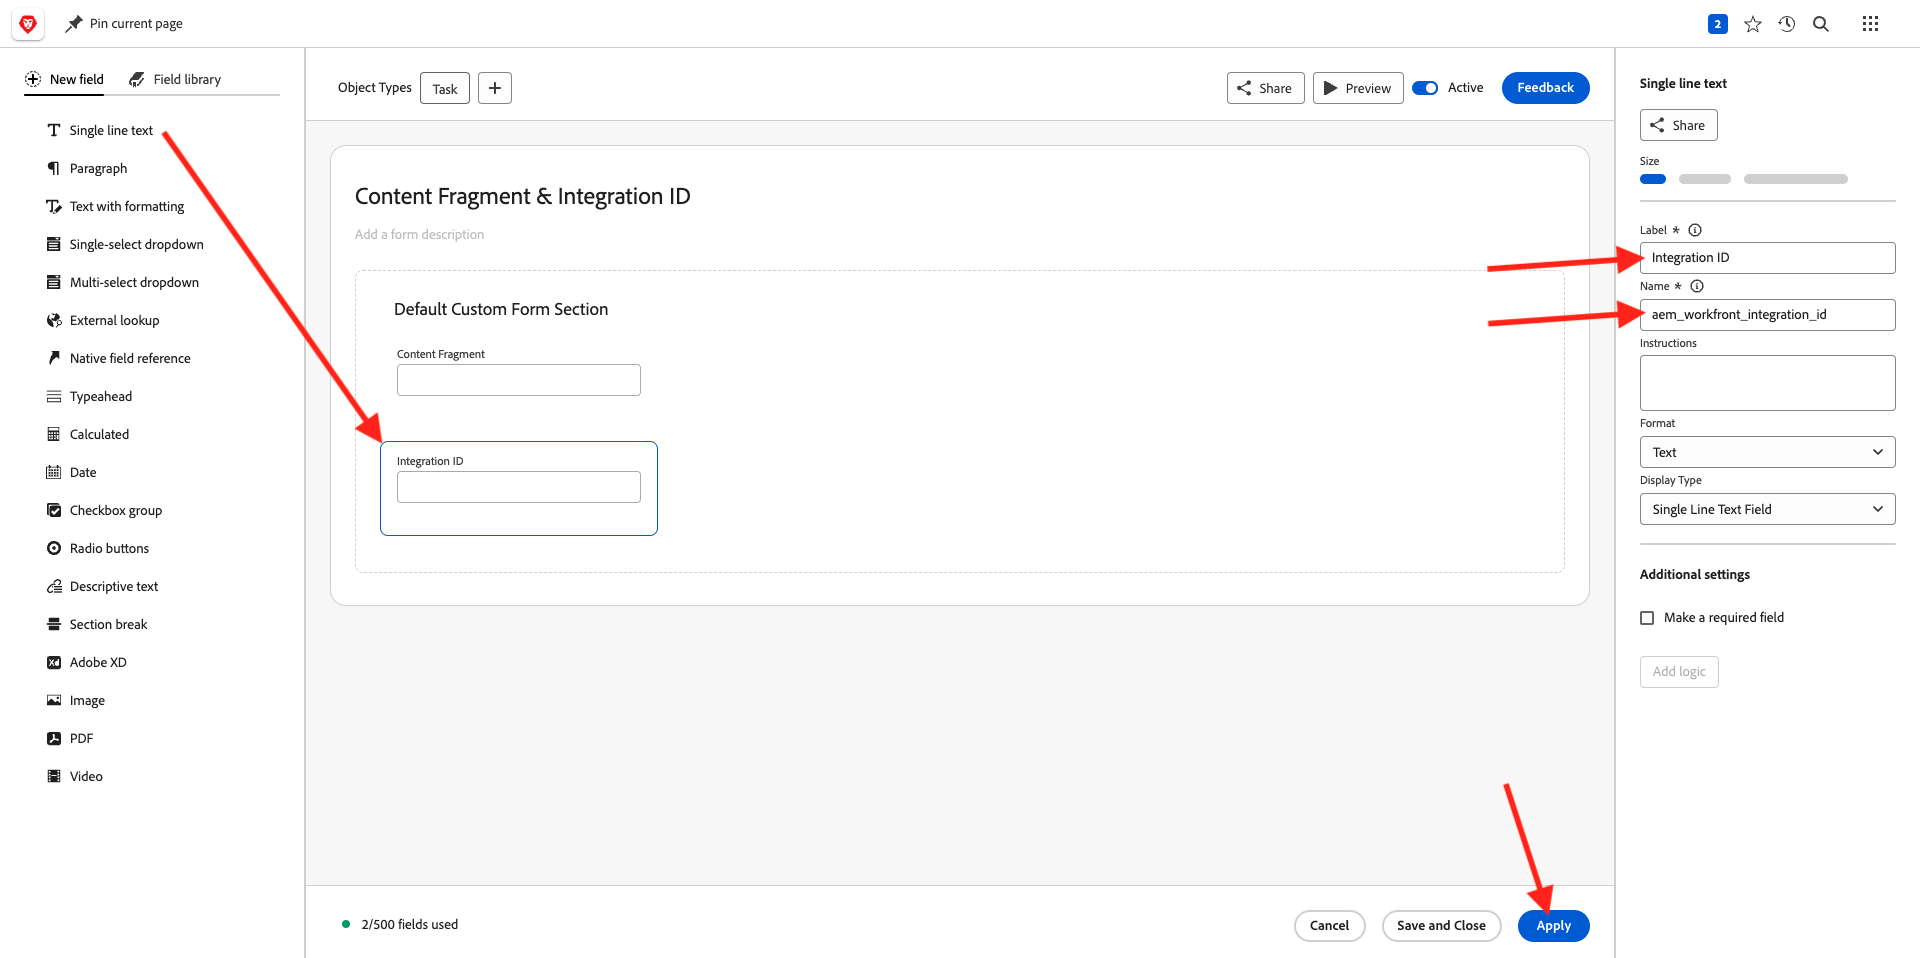 Pin current page
2
New field
Field library
Single line text
Paragraph
Text with formatting
Single-select dropdown
Multi-select dropdown
External lookup
Native field reference
Typeahead
Calculated
Date
Checkbox group
Radio buttons
Descriptive text
Section break
Adobe XD
Image
PDF
Video
Object Types
Task
Share
Preview
Active
Feedback
Content Fragment & Integration ID
Add a form description
Default Custom Form Section
Content Fragment
Integration ID
2/500 fields used
Cancel
Save and Close
Apply
Single line text
Share
Size
Label *
Integration ID
Name *
aem_workfront_integration_id
Instructions
Format
Text
Display Type
Single Line Text Field
Additional settings
Make a required field
Add logic